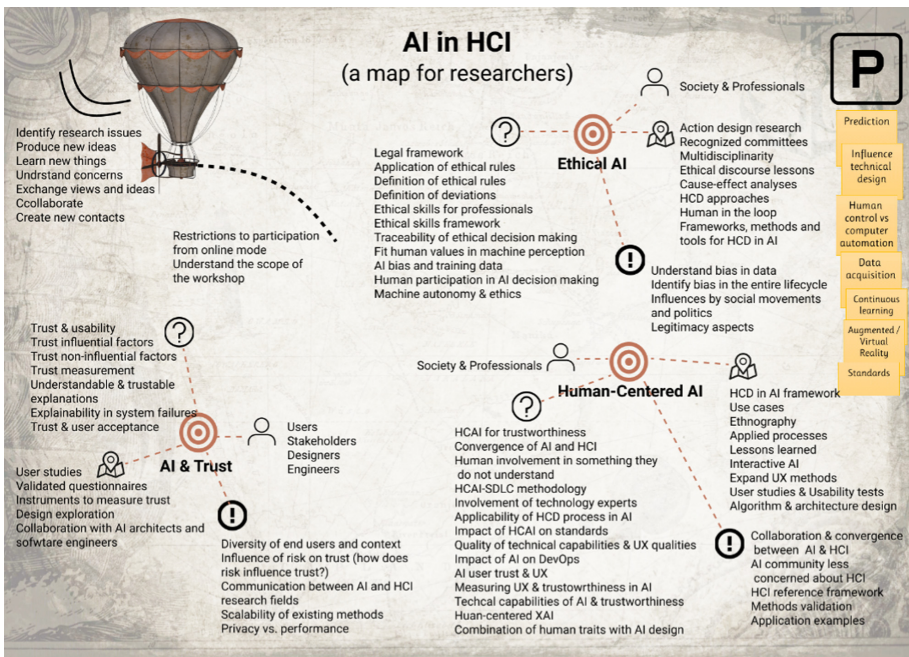 AI in HCI
(a map for researchers)
P
Identify research issues
Produce new ideas
Learn new things
Undrstand concerns
Exchange views and ideas
Ccollaborate
Create new contacts
Restrictions to participation
from online mode
Understand the scope of
the workshop
Society & Professionals
Ethical AI
Legal framework
Application of ethical rules
Definition of ethical rules
Definition of deviations
Ethical skills for professionals
Ethical skills framework
Traceability of ethical decision making
Fit human values in machine perception
AI bias and training data
Human participation in AI decision making
Machine autonomy & ethics
Action design research
Recognized committees
Multidisciplinarity
Ethical discourse lessons
Cause-effect analyses
HCD approaches
Human in the loop
Frameworks, methods and
tools for HCD in AI
Understand bias in data
Identify bias in the entire lifecycle
Influences by social movements
and politics
Legitimacy aspects
Prediction
Influence
technical
design
Human
control vs
computer
automation
Data
acquisition
Continuous
learning
Augmented /
Virtual
Reality
Standards
Trust & usability
Trust influential factors
Trust non-influential factors
Trust measurement
Understandable & trustable
explanations
Explainability in system failures
Trust & user acceptance
AI & Trust
Users
Stakeholders
Designers
Engineers
User studies
Validated questionnaires
Instruments to measure trust
Design exploration
Collaboration with AI architects and
sofwtare engineers
Diversity of end users and context
Influence of risk on trust (how does
risk influence trust?)
Communication between AI and HCI
research fields
Scalability of existing methods
Privacy vs. performance
Society & Professionals
Human-Centered AI
HCAI for trustworthiness
Convergence of AI and HCI
Human involvement in something they
do not understand
HCAI-SDLC methodology
Involvement of technology experts
Applicability of HCD process in AI
Impact of HCAI on standards
Quality of technical capabilities & UX qualities
Impact of AI on DevOps
AI user trust & UX
Measuring UX & trustowrthiness in AI
Techcal capabilities of AI & trustworthiness
Huan-centered XAI
Combination of human traits with AI design
HCD in AI framework
Use cases
Ethnography
Applied processes
Lessons learned
Interactive AI
Expand UX methods
User studies & Usability tests
Algorithm & architecture design
Collaboration & convergence
between AI & HCI
AI community less
concerned about HCI
HCI reference framework
Methods validation
Application examples